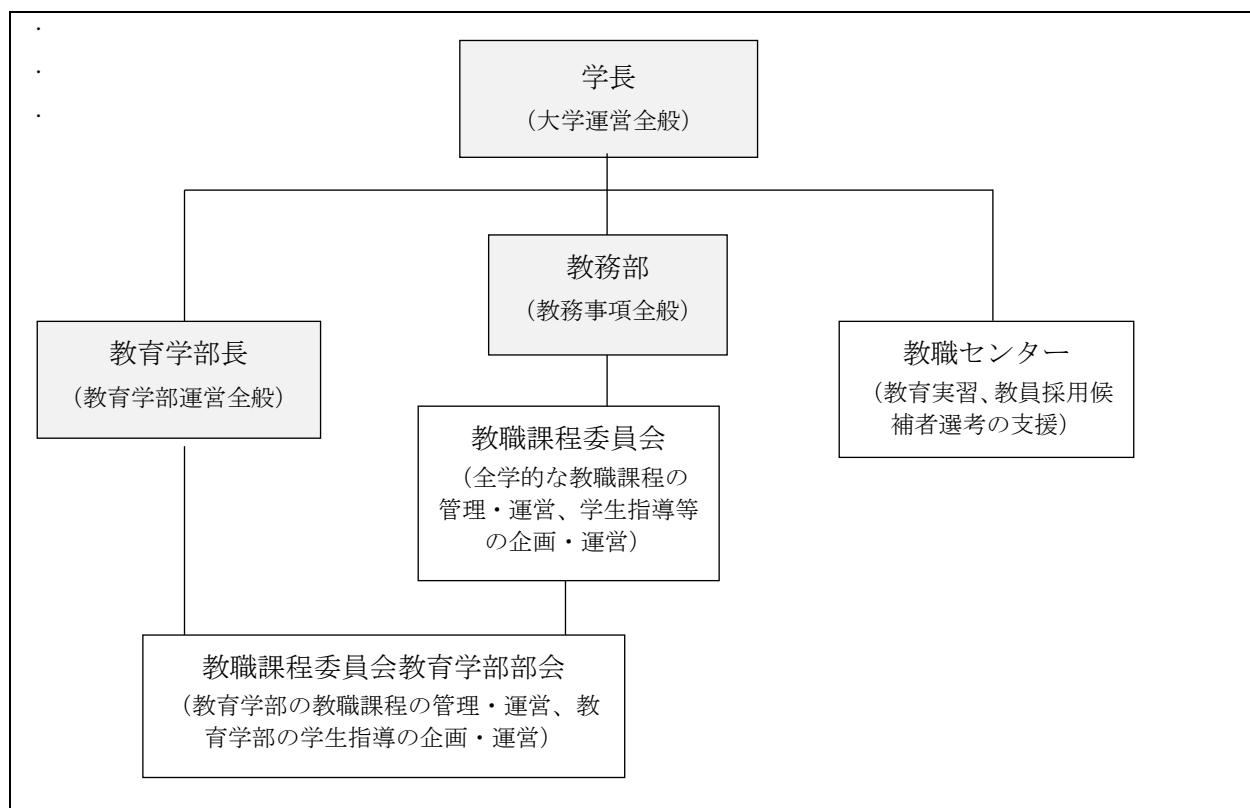 .
.
.
学長
（大学運営全般）
教務部
（教務事項全般）
教育学部長
（教育学部運営全般）
教職センター
（教育実習、教員採用候
補者選考の支援）
教職課程委員会
（全学的な教職課程の
管理・運営、学生指導等
の企画・運営）
教職課程委員会教育学部部会
（教育学部の教職課程の管理・運営、教
育学部の学生指導の企画・運営）